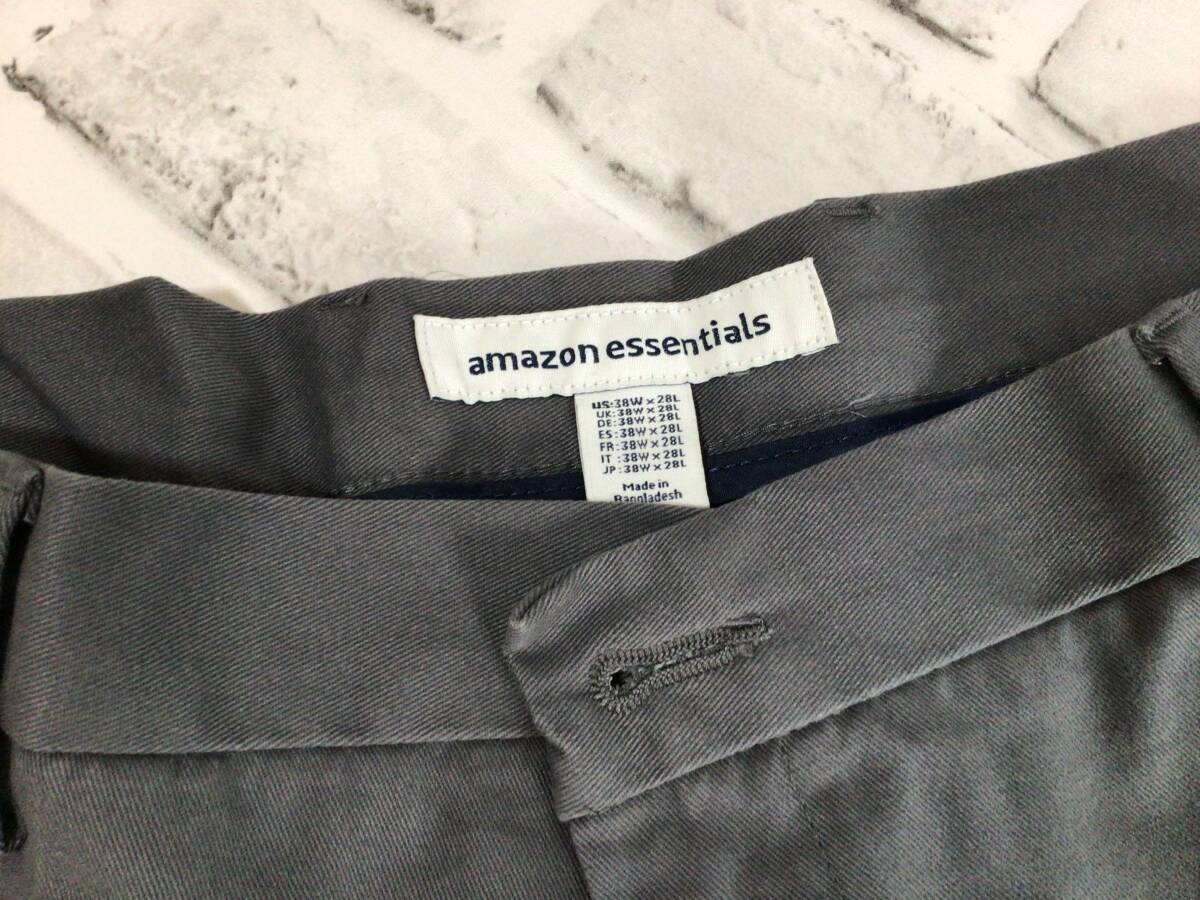 amazon essentials
US:38W x 28L
UK:38W x 28L
DE:38W x 28L
ES:38W x 28L
FR:38W x 28L
IT :38W x 28L
JP:38W x 28L
Made in
Bangladesh